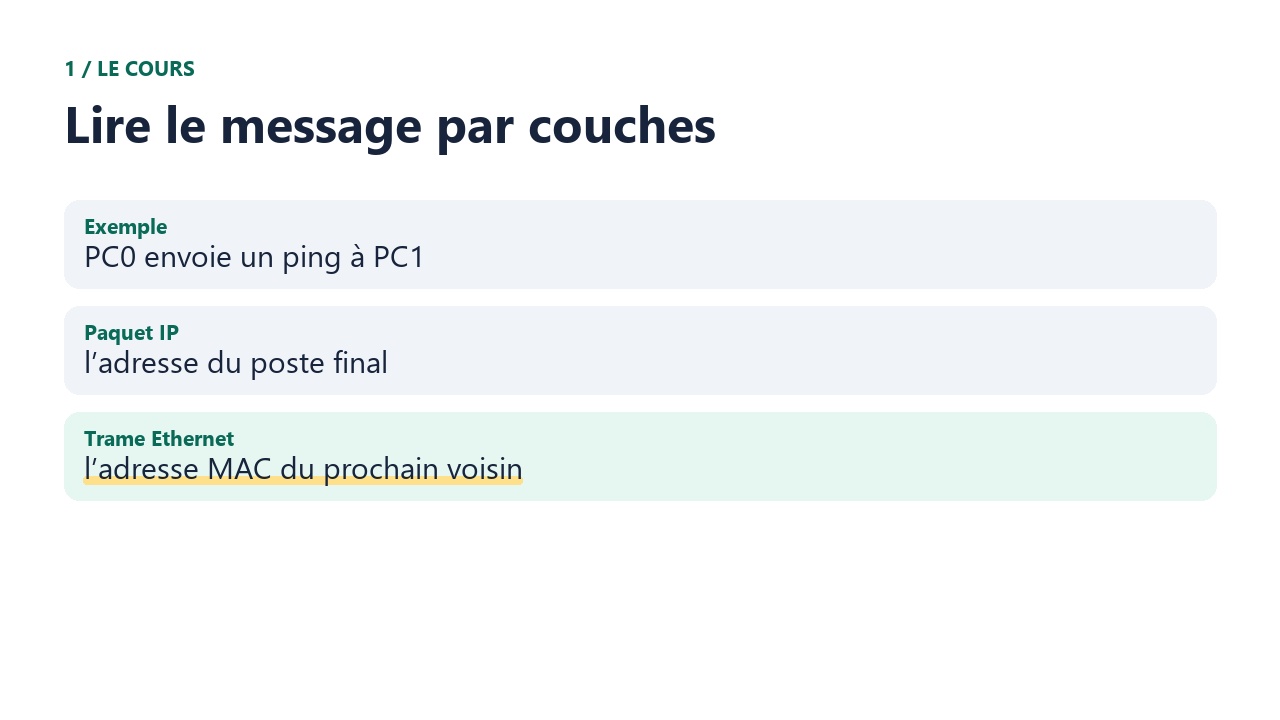 1 / LE COURS
Lire le message par couches
Exemple
PC0 envoie un ping à PC1
Paquet IP
l’adresse du poste final
Trame Ethernet
l’adresse MAC du prochain voisin